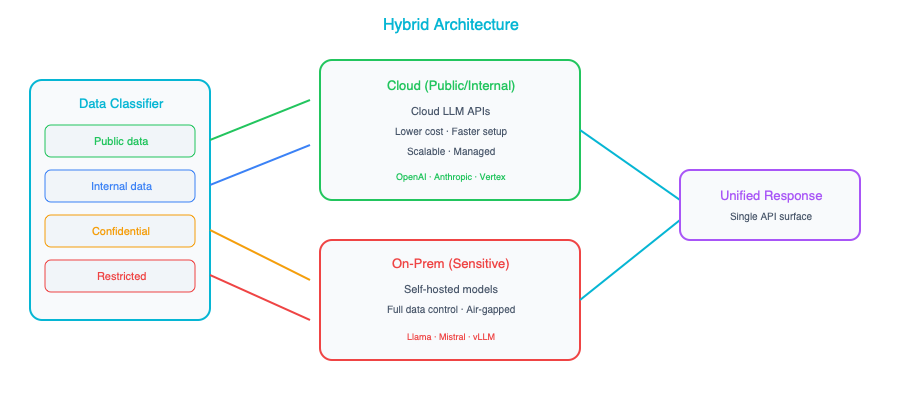 Hybrid Architecture
Data Classifier
Public data
Internal data
Confidential
Restricted
Cloud (Public/Internal)
Cloud LLM APIs
Lower cost · Faster setup
Scalable · Managed
OpenAI · Anthropic · Vertex
On-Prem (Sensitive)
Self-hosted models
Full data control · Air-gapped
Llama · Mistral · vLLM
Unified Response
Single API surface